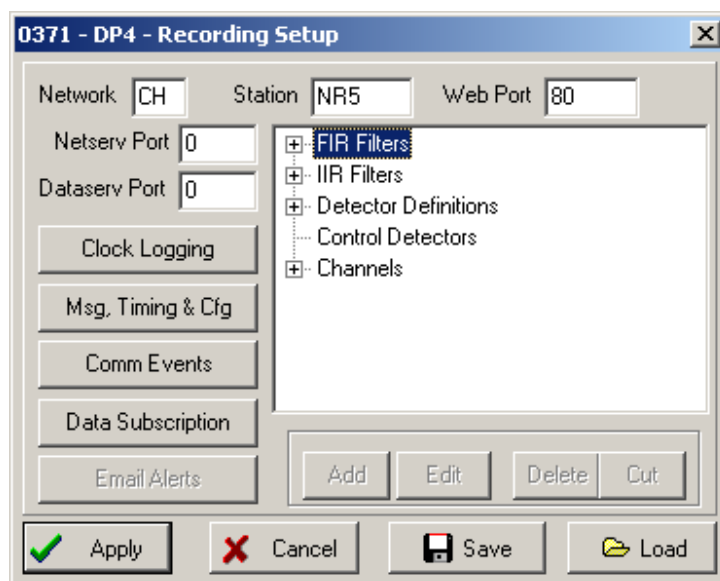 0371 - DP4 - Recording Setup
Network CH Station NR5 Web Port 80
Netserv Port 0
Dataserv Port 0
FIR Filters
IIR Filters
Detector Definitions
Control Detectors
Channels
Clock Logging
Msg, Timing & Cfg
Comm Events
Data Subscription
Email Alerts
Add Edit Delete Cut
Apply Cancel Save Load